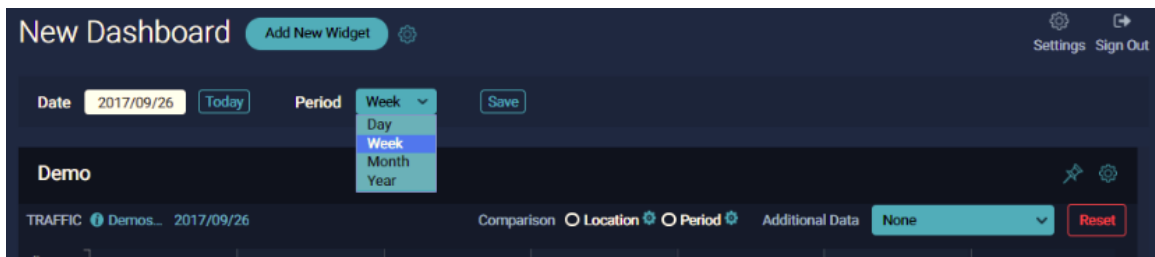 New Dashboard Add New Widget
Settings Sign Out
Date 2017/09/26 Today Period Week Save
Day
Week
Month
Year
Demo
TRAFFIC Demos... 2017/09/26 Comparison Location Period Additional Data None Reset